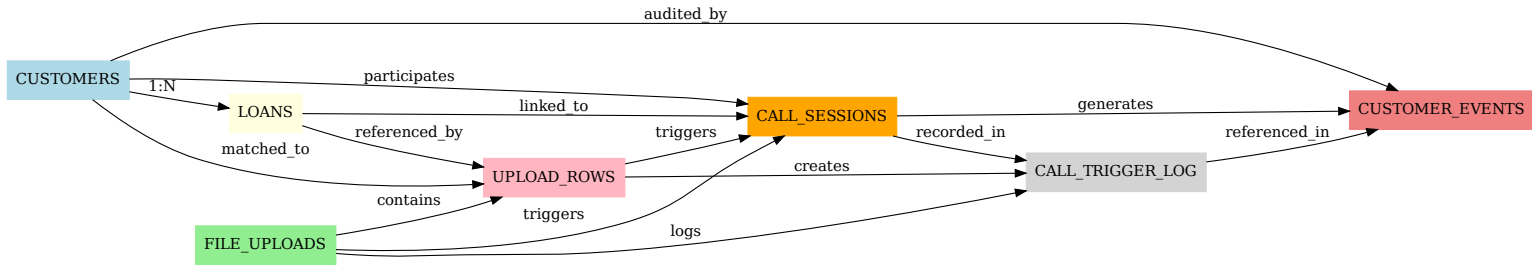 audited_by
CUSTOMERS
1:N
participates
LOANS
linked_to
CALL_SESSIONS
generates
CUSTOMER_EVENTS
matched_to
referenced_by
triggers
recorded_in
referenced_in
UPLOAD_ROWS
creates
CALL_TRIGGER_LOG
contains
triggers
FILE_UPLOADS
logs